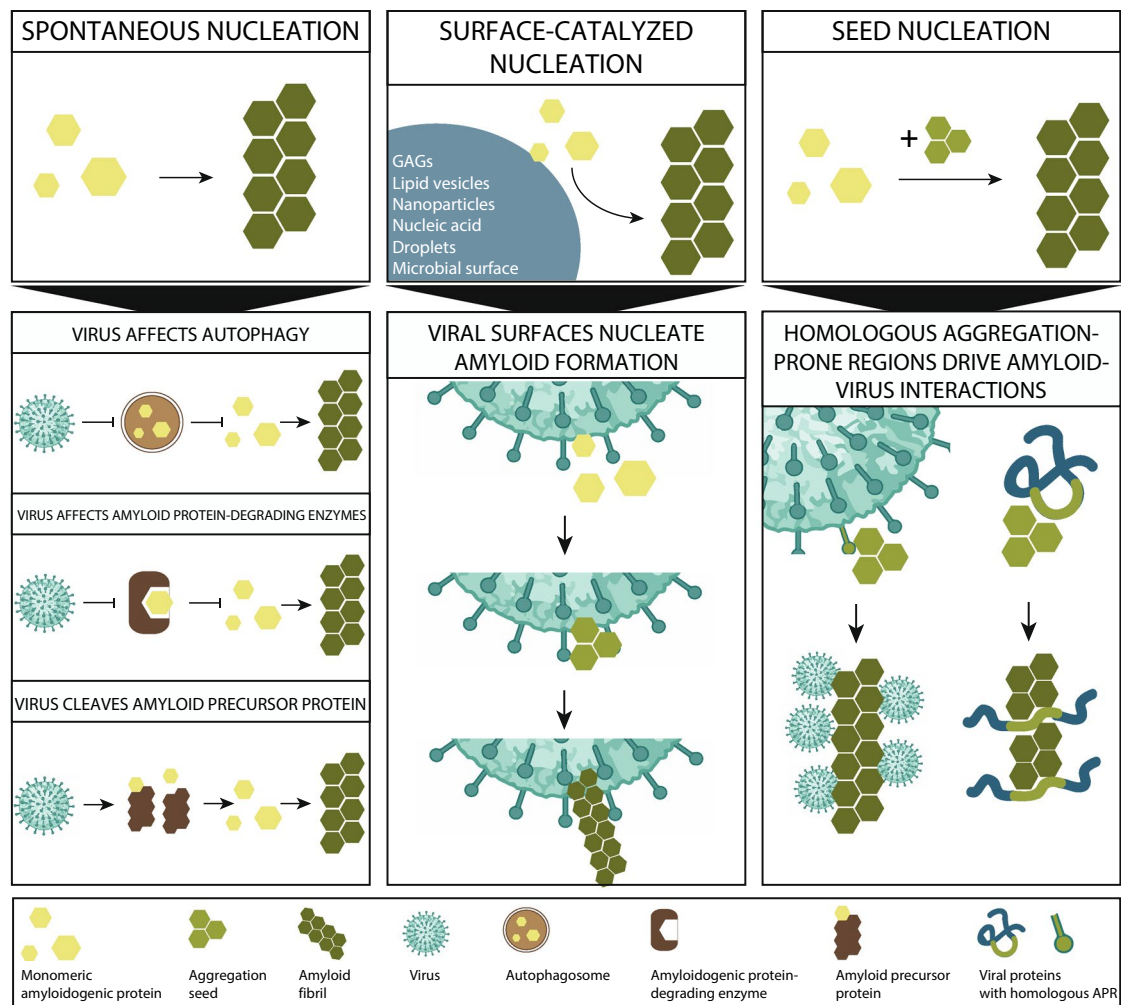 SPONTANEOUS NUCLEATION
SURFACE-CATALYZED
NUCLEATION
GAGs
Lipid vesicles
Nanoparticles
Nucleic acid
Droplets
Microbial surface
SEED NUCLEATION
+
VIRUS AFFECTS AUTOPHAGY
VIRUS AFFECTS AMYLOID PROTEIN-DEGRADING ENZYMES
VIRUS CLEAVES AMYLOID PRECURSOR PROTEIN
VIRAL SURFACES NUCLEATE
AMYLOID FORMATION
HOMOLOGOUS AGGREGATION-
PRONE REGIONS DRIVE AMYLOID-
VIRUS INTERACTIONS
Monomeric
amyloidogenic protein
Aggregation
seed
Amyloid
fibril
Virus
Autophagosome
Amyloidogenic protein-
degrading enzyme
Amyloid precursor
protein
Viral proteins
with homologous APR